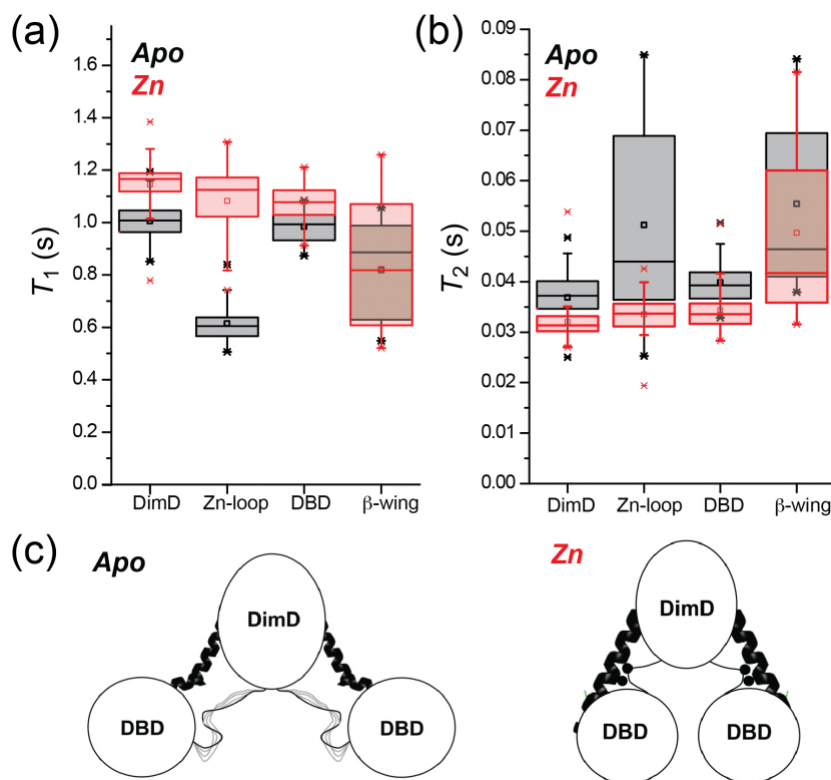 (a)
Apo
Zn
T1 (s)
1.6
1.4
1.2
1.0
0.8
0.6
0.4
0.2
0.0
DimD Zn-loop DBD β-wing
(b)
Apo
Zn
T2 (s)
0.09
0.08
0.07
0.06
0.05
0.04
0.03
0.02
0.01
0.00
DimD Zn-loop DBD β-wing
(c)
Apo
DimD
DBD DBD
Zn
DimD
DBD DBD